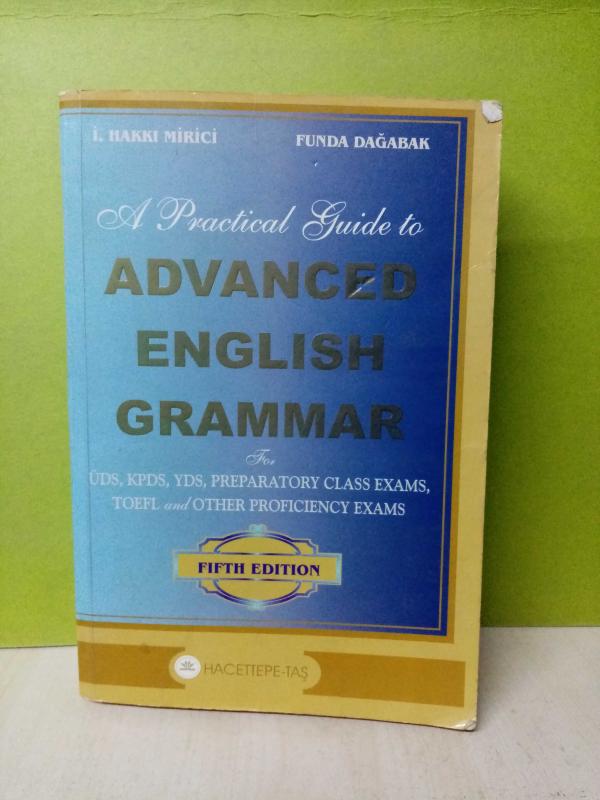 İ. HAKKI MİRİCİ FUNDA DAĞABAK
A Practical Guide to
ADVANCED
ENGLISH
GRAMMAR
For
ÜDS, KPDS, YDS, PREPARATORY CLASS EXAMS,
TOEFL and OTHER PROFICIENCY EXAMS
FIFTH EDITION
HACETTEPE-TAŞ